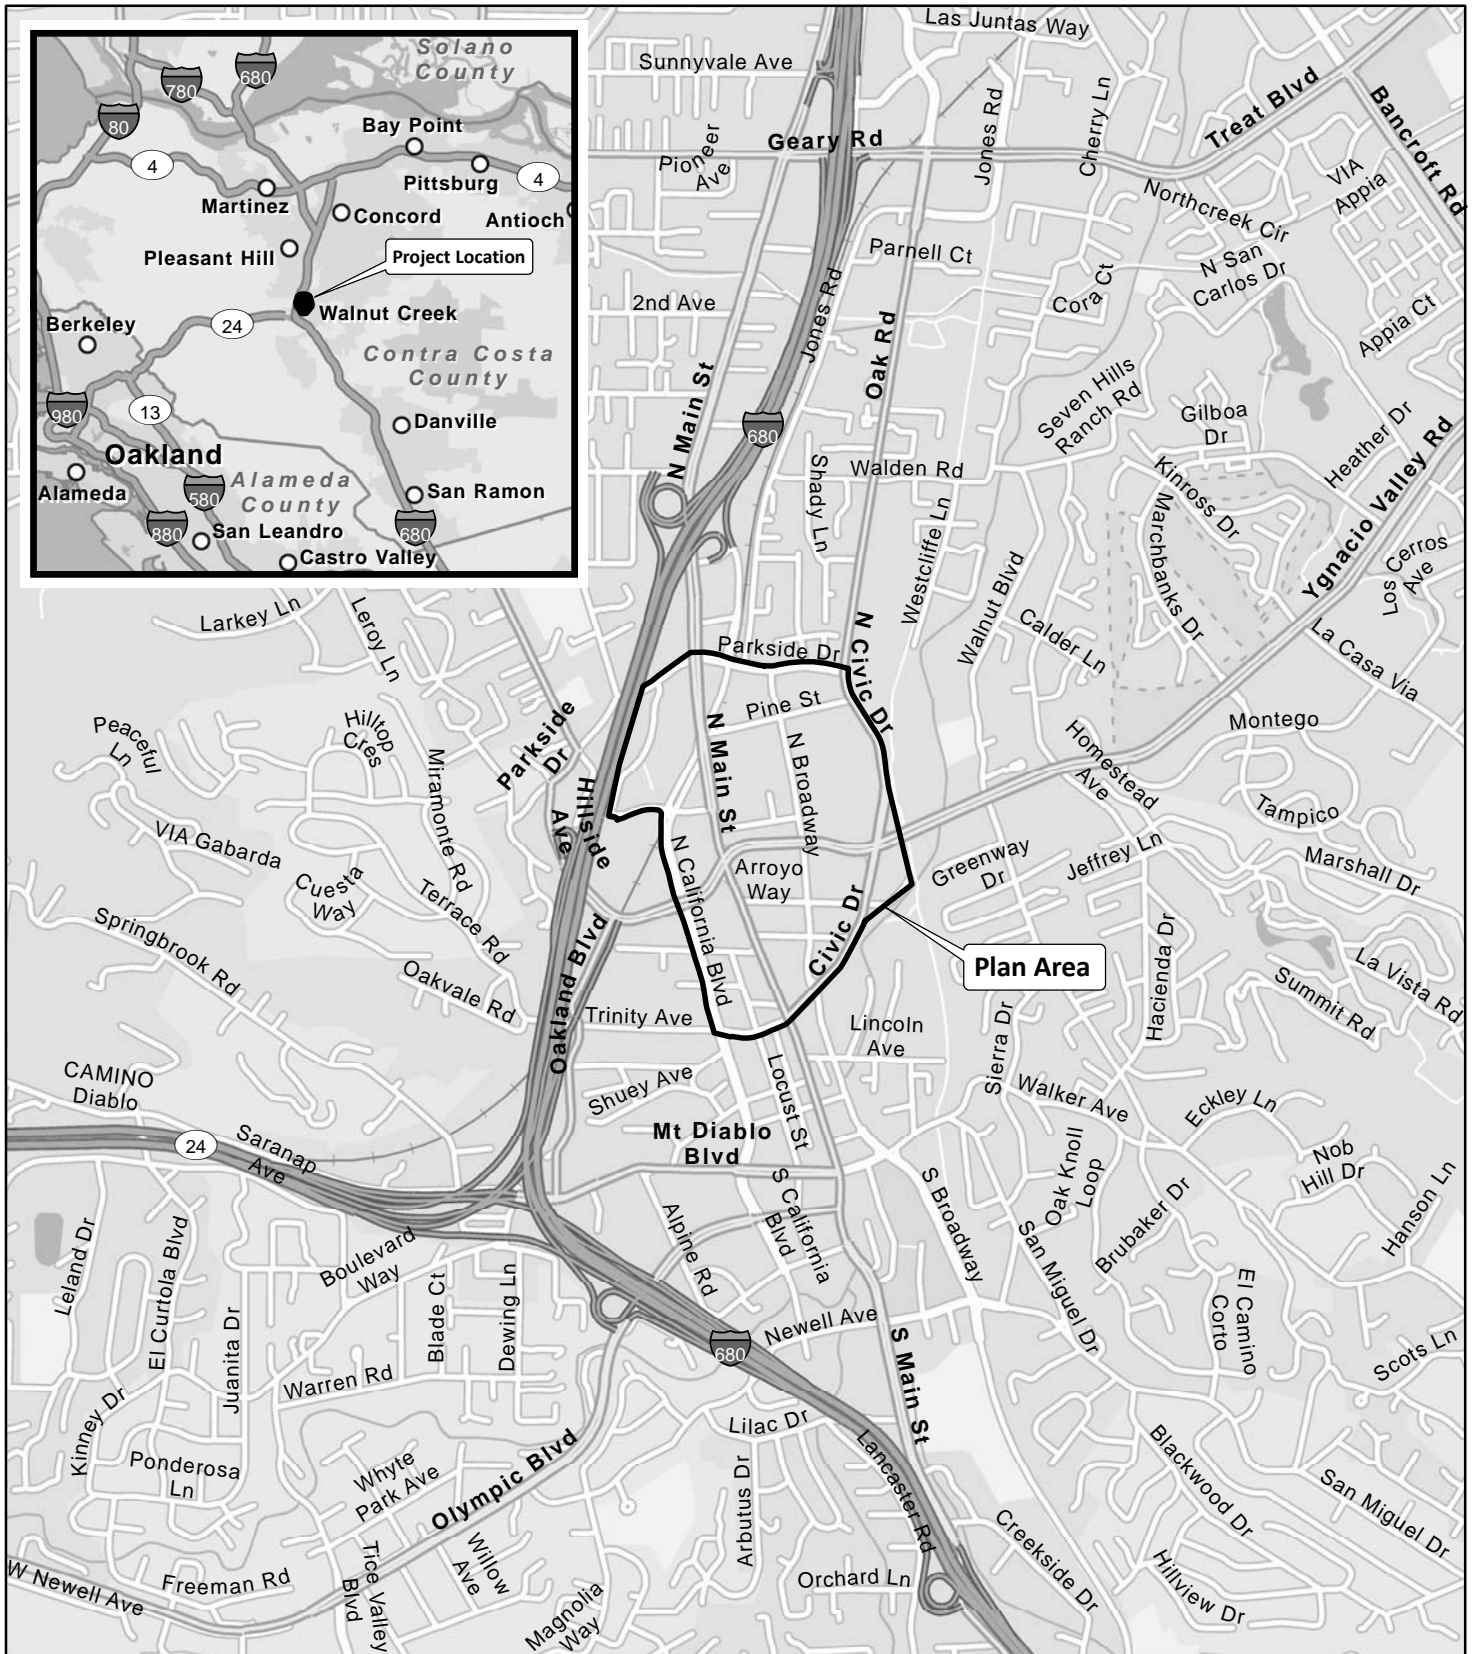 Solano
County
680
780
80
Bay Point
4
Pittsburg
4
Martinez
Concord
Antioch
Pleasant Hill
Project Location
Walnut Creek
24
Berkeley
Contra Costa
County
980
13
Danville
Oakland
Alameda
County
Alameda
580
San Ramon
880
San Leandro
680
Castro Valley
Las Juntas Way
Sunnyvale Ave
Treat Blvd
Bancroft Rd
Geary Rd
Jones Rd
Cherry Ln
Pioneer
Ave
VIA
Appia
Northcreek Cir
Parnell Ct
N San
Carlos Dr
Cora Ct
2nd Ave
Jones Rd
Oak Rd
Appia Ct
N Main St
Seven Hills
Ranch Rd
Gilboa
Dr
Heather Dr
680
Walden Rd
Shady Ln
Kinross Dr
Ygnacio Valley Rd
Westcliffe Ln
Marchbanks Dr
Los Cerros
Ave
Larkey Ln
Leroy Ln
Walnut Blvd
Calder Ln
La Casa Via
Parkside Dr
N Civic Dr
Pine St
Peaceful
Ln
Hilltop
Cres
Parkside
Dr
N Main St
N Broadway
Montego
Homestead
Ave
Miramonte Rd
Hillside
Ave
Tampico
VIA Gabarda
N California Blvd
Arroyo
Way
Greenway
Dr
Jeffrey Ln
Marshall Dr
Cuesta
Way
Terrace Rd
Civic Dr
Plan Area
Springbrook Rd
Oakland Blvd
Hacienda Dr
La Vista Rd
Summit Rd
Oakvale Rd
Trinity Ave
Lincoln
Ave
Sierra Dr
CAMINO
Diablo
Shuey Ave
Locust St
Walker Ave
Eckley Ln
24
Saranap
Ave
Mt Diablo
Blvd
Oak Knoll
Loop
Nob
Hill Dr
S California
Blvd
S Broadway
Brubaker Dr
Hanson Ln
Leland Dr
El Curtola Blvd
Boulevard
Way
Alpine Rd
San Miguel Dr
Blade Ct
Dewing Ln
Juanita Dr
El Camino
Corto
Newell Ave
680
S Main St
Scots Ln
Warren Rd
Kinney Dr
Lilac Dr
Ponderosa
Ln
Whyte
Park Ave
Olympic Blvd
Lancaster Rd
Arbutus Dr
Blackwood Dr
San Miguel Dr
Creekside Dr
Willow
Ave
Tice Valley
Blvd
W Newell Ave
Freeman Rd
Magnolia
Way
Orchard Ln
Hillview Dr